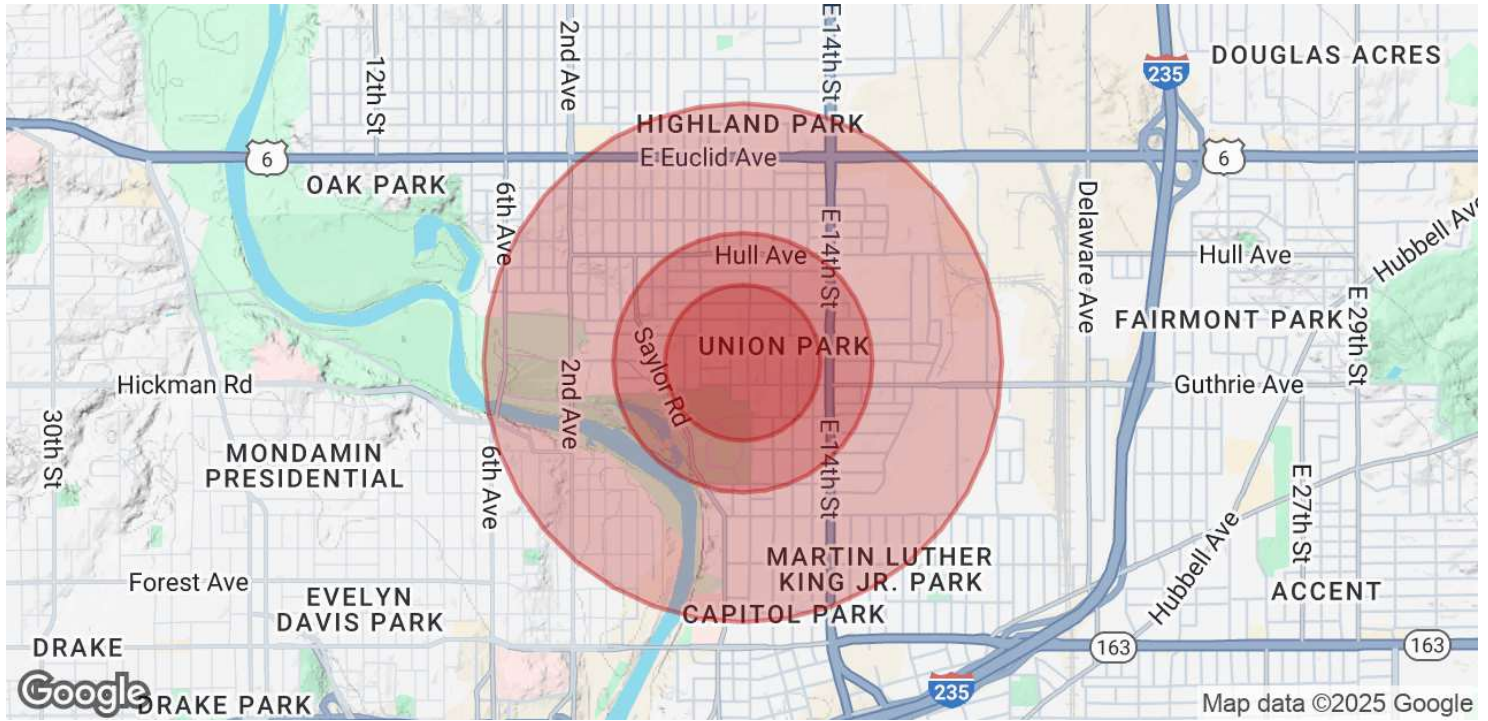 E 14th St
2nd Ave
12th St
235
DOUGLAS ACRES
HIGHLAND PARK
6
E Euclid Ave
6
OAK PARK
6th Ave
Delaware Ave
E 14th St
Hubbell Ave
Hull Ave
Hull Ave
E 29th St
FAIRMONT PARK
Saylor Rd
UNION PARK
2nd Ave
Hickman Rd
Guthrie Ave
30th St
MONDAMIN
PRESIDENTIAL
6th Ave
E 14th St
E 27th St
Hubbell Ave
MARTIN LUTHER
KING JR. PARK
Forest Ave
EVELYN
DAVIS PARK
CAPITOL PARK
ACCENT
DRAKE
163
163
235
Google
DRAKE PARK
Map data ©2025 Google